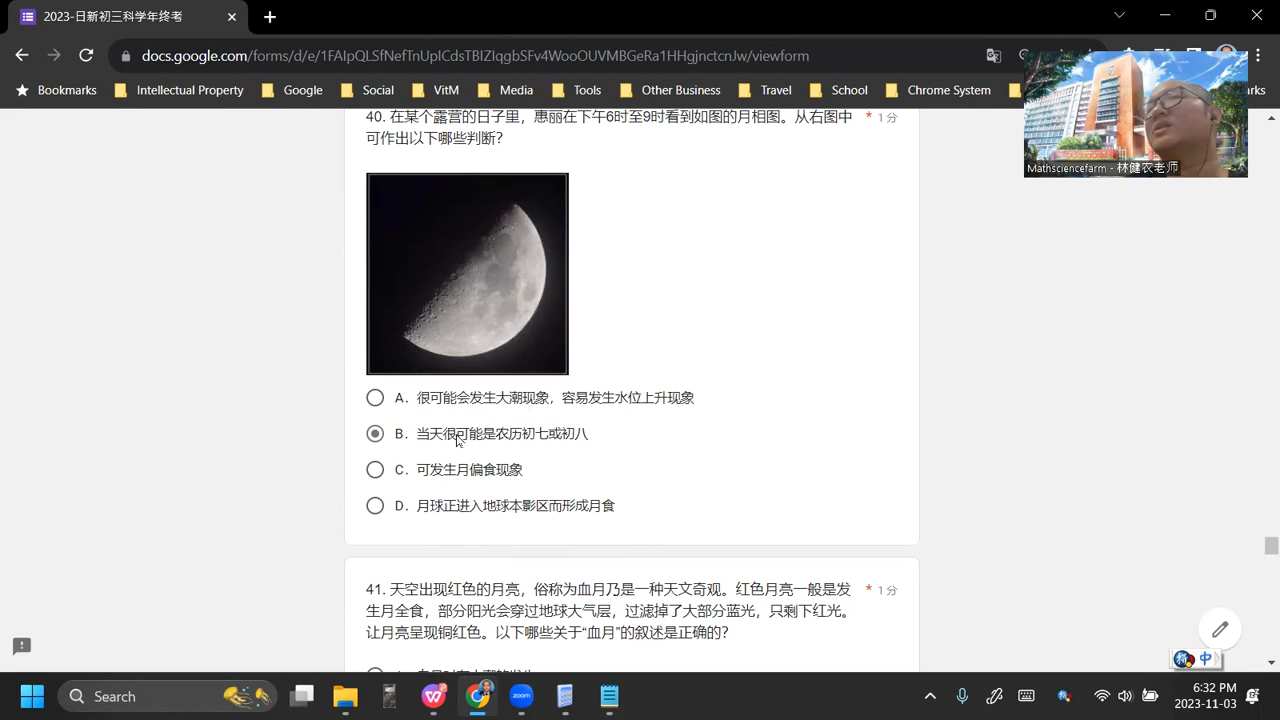 2023-日新初三科学年终考
docs.google.com/forms/d/e/1FAIpQLSfNefTnUpICdsTBIZIqgbSEy4WooOUVMBGeRa1HHgjnctcnJw/viewform
Bookmarks
Intellectual Property
Google
Social
VitM
Media
Tools
Other Business
Travel
School
Chrome System
Mathsciencefarm - 林健农老师
40. 在某个露营的日子里，惠丽在下午6时至9时看到如图的月相图。从右图中
可作出以下哪些判断?
* 1 分
A．很可能会发生大潮现象，容易发生水位上升现象
B．当天很可能是农历初七或初八
C．可发生月偏食现象
D．月球正进入地球本影区而形成月食
41. 天空出现红色的月亮，俗称为血月乃是一种天文奇观。红色月亮一般是发
生月全食，部分阳光会穿过地球大气层，过滤掉了大部分蓝光，只剩下红光。
让月亮呈现铜红色。以下哪些关于“血月”的叙述是正确的?
* 1 分
中
Search
zoom
6:32 PM
2023-11-03